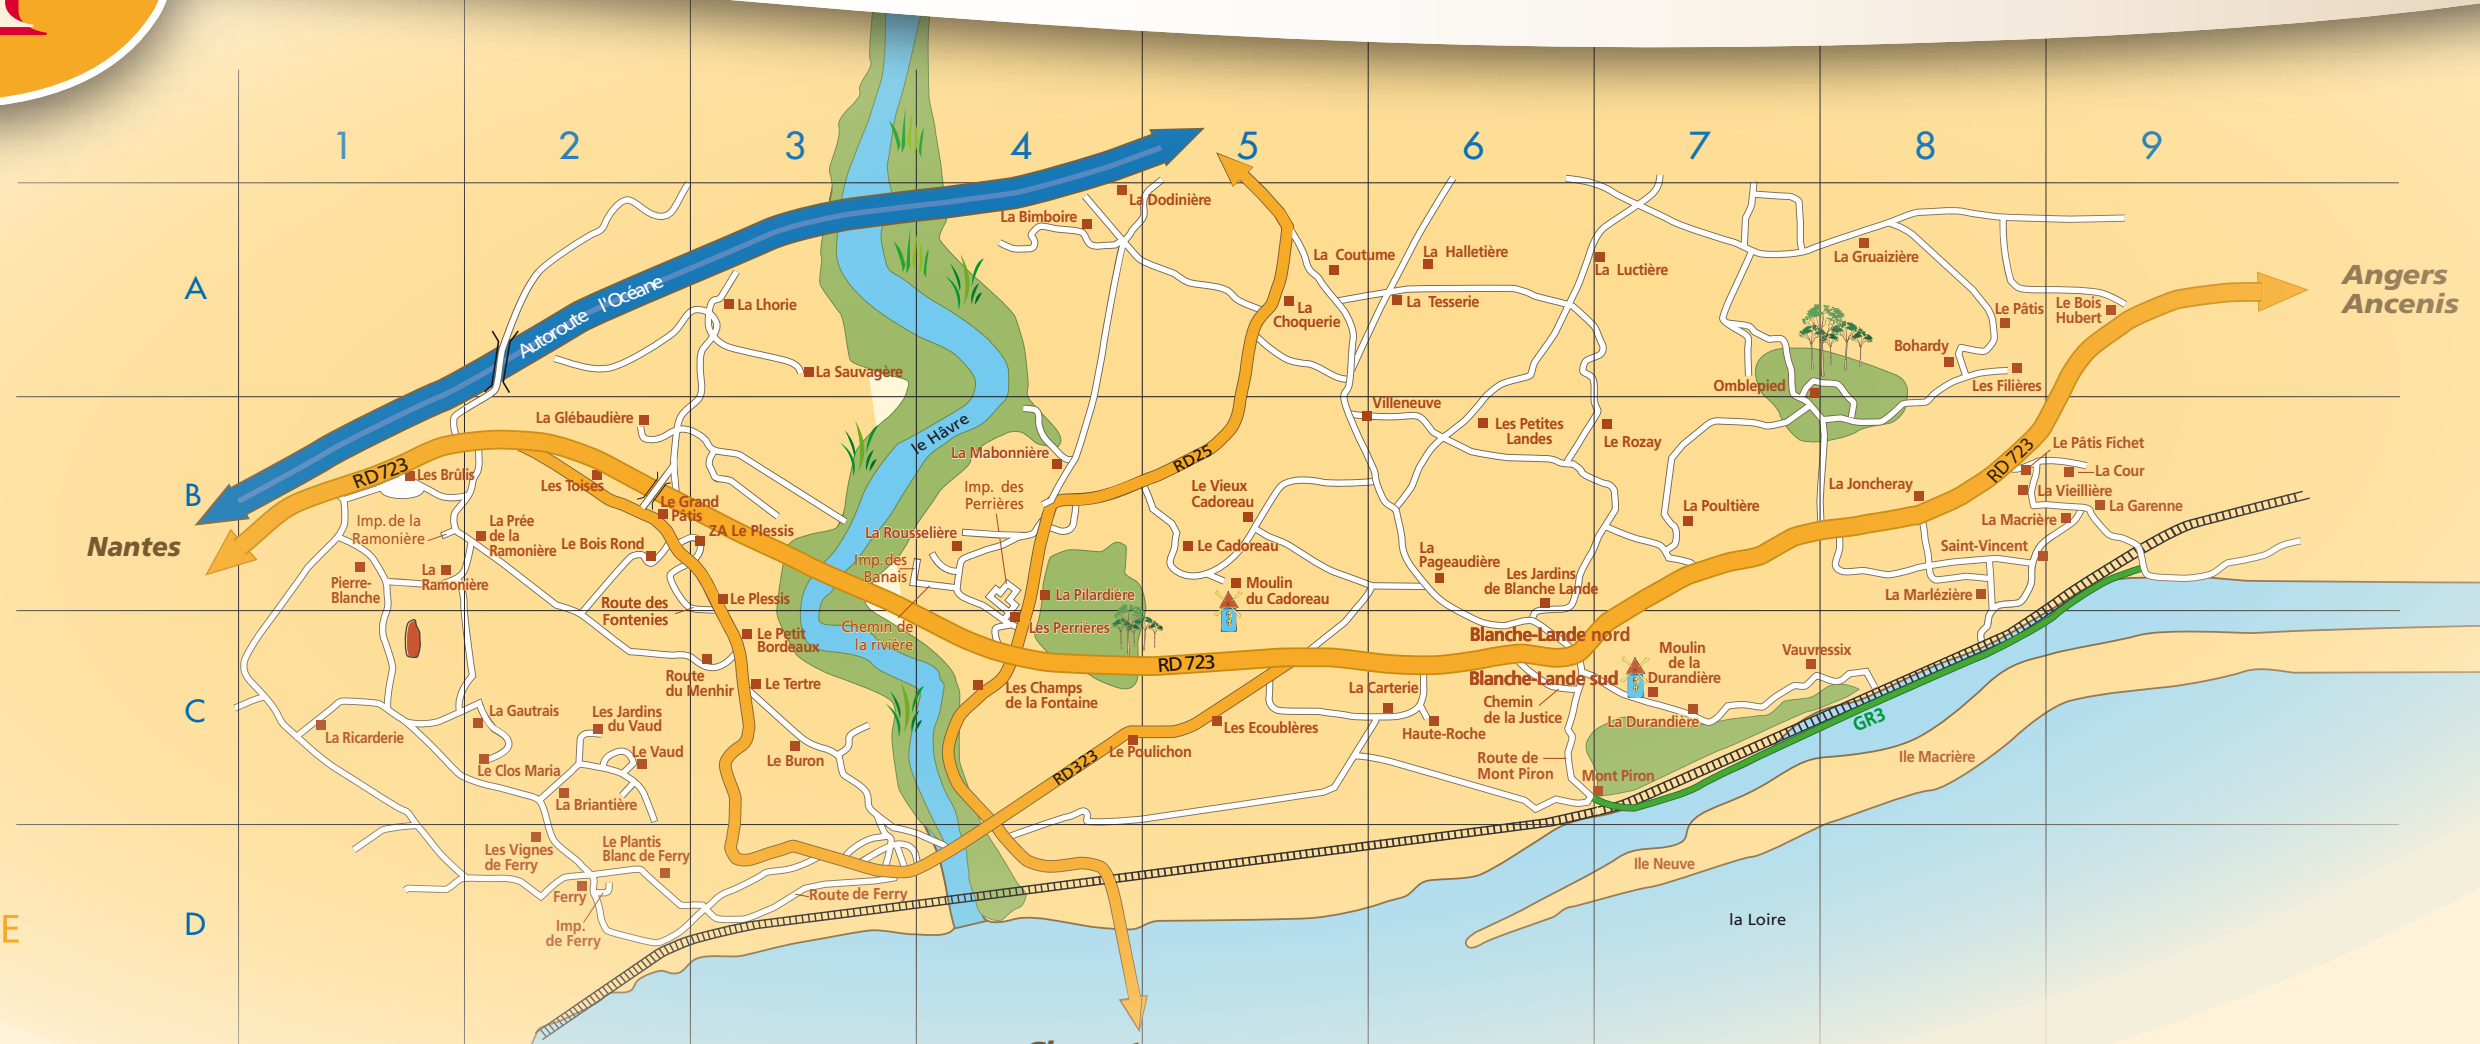 1 2 3 4 5 6 7 8 9
A
B
C
D
E
Autoroute l'Océane
Nantes
Angers
Ancenis
RD723
RD25
RD 723
RD 723
RD323
GR3
le Hâvre
la Loire
La Dodinière
La Bimboire
La Coutume
La Halletière
La Luctière
La Gruaizière
La Lhorie
La
Choquerie
La Tesserie
Le Pâtis
Le Bois
Hubert
La Sauvagère
Bohardy
Omblepied
Les Filières
La Glébaudière
Villeneuve
Les Petites
Landes
Le Rozay
Le Pâtis Fichet
La Mabonnière
Les Brûlis
Les Toises
La Cour
Imp. des
Perrières
Le Vieux
Cadoreau
La Joncheray
La Vieillière
La Garenne
Le Grand
Pâtis
La Poultière
La Macrière
Imp. de la
Ramonière
La Prée
de la
Ramonière
Le Bois Rond
ZA Le Plessis
La Rousselière
Le Cadoreau
Saint-Vincent
Imp.des
Banais
La
Pageaudière
Pierre-
Blanche
La
Ramonière
Moulin
du Cadoreau
Les Jardins
de Blanche Lande
La Marlézière
Route des
Fontenies
Le Plessis
La Pilardière
Le Petit
Bordeaux
Chemin de
la rivière
Les Perrières
Blanche-Lande nord
Moulin
de la
Durandière
Vauvressix
Route
du Menhir
Le Tertre
Les Champs
de la Fontaine
La Carterie
Blanche-Lande sud
Chemin
de la Justice
La Durandière
La Ricarderie
La Gautrais
Les Jardins
du Vaud
Les Ecoublères
Haute-Roche
Le Vaud
Le Clos Maria
Le Buron
Le Poulichon
Route de
Mont Piron
Mont Piron
Ile Macrière
La Briantière
Les Vignes
de Ferry
Le Plantis
Blanc de Ferry
Ile Neuve
Ferry
Route de Ferry
Imp.
de Ferry